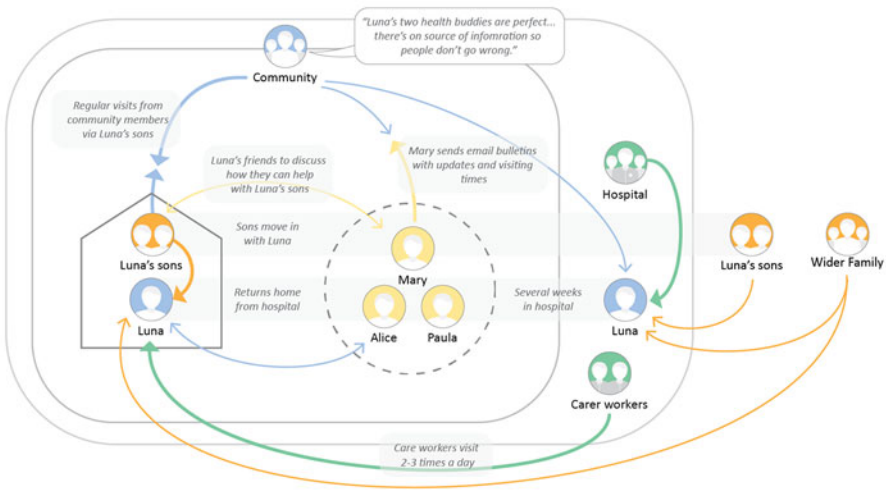 "Luna's two health buddies are perfect...
there's on source of infomration so
people don't go wrong."
Community
Regular visits from
community members
via Luna's sons
Luna's friends to discuss
how they can help
with Luna's sons
Mary sends email bulletins
with updates and visiting
times
Hospital
Sons move in
with Luna
Luna's sons
Mary
Luna's sons
Wider Family
Returns home
from hospital
Several weeks
in hospital
Luna
Alice
Paula
Luna
Carer workers
Care workers visit
2-3 times a day